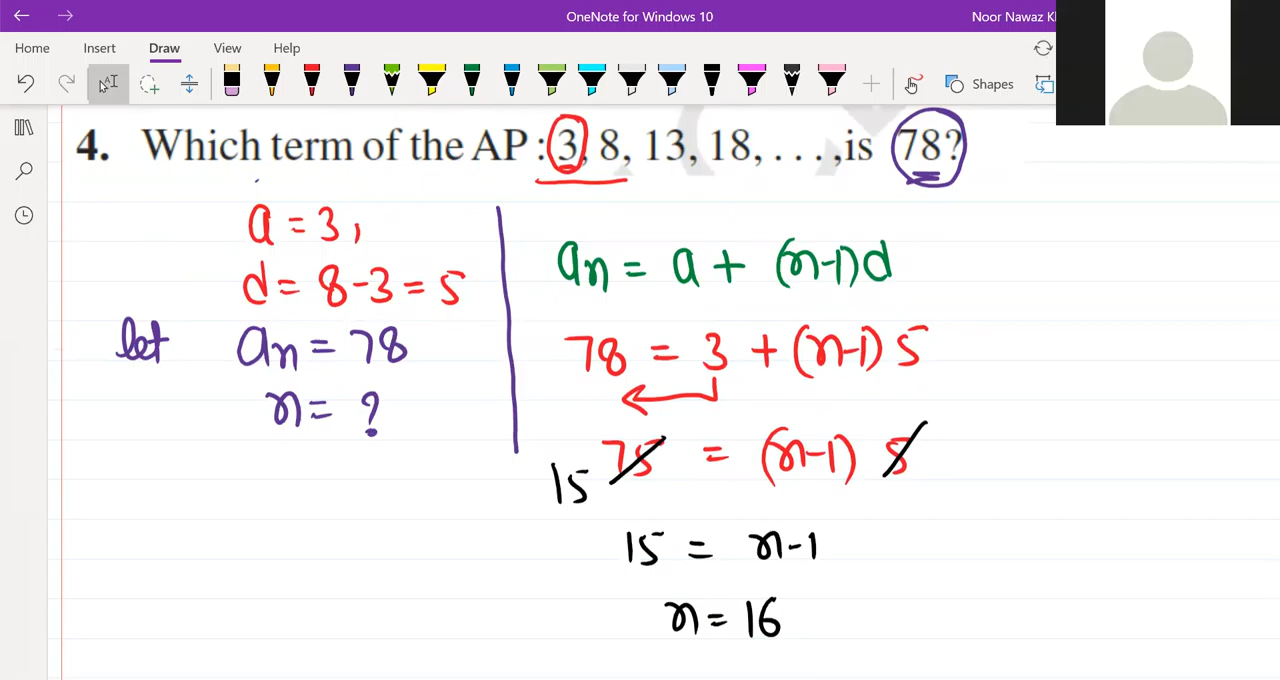 OneNote for Windows 10
Noor Nawaz Kh
Home Insert Draw View Help
Shapes
4. Which term of the AP : 3, 8, 13, 18, . . . ,is 78?
a = 3,
d = 8-3 = 5
let an = 78
n = ?
an = a + (n-1)d
78 = 3 + (n-1) 5
15 75 = (n-1) 5
15 = n-1
n = 16